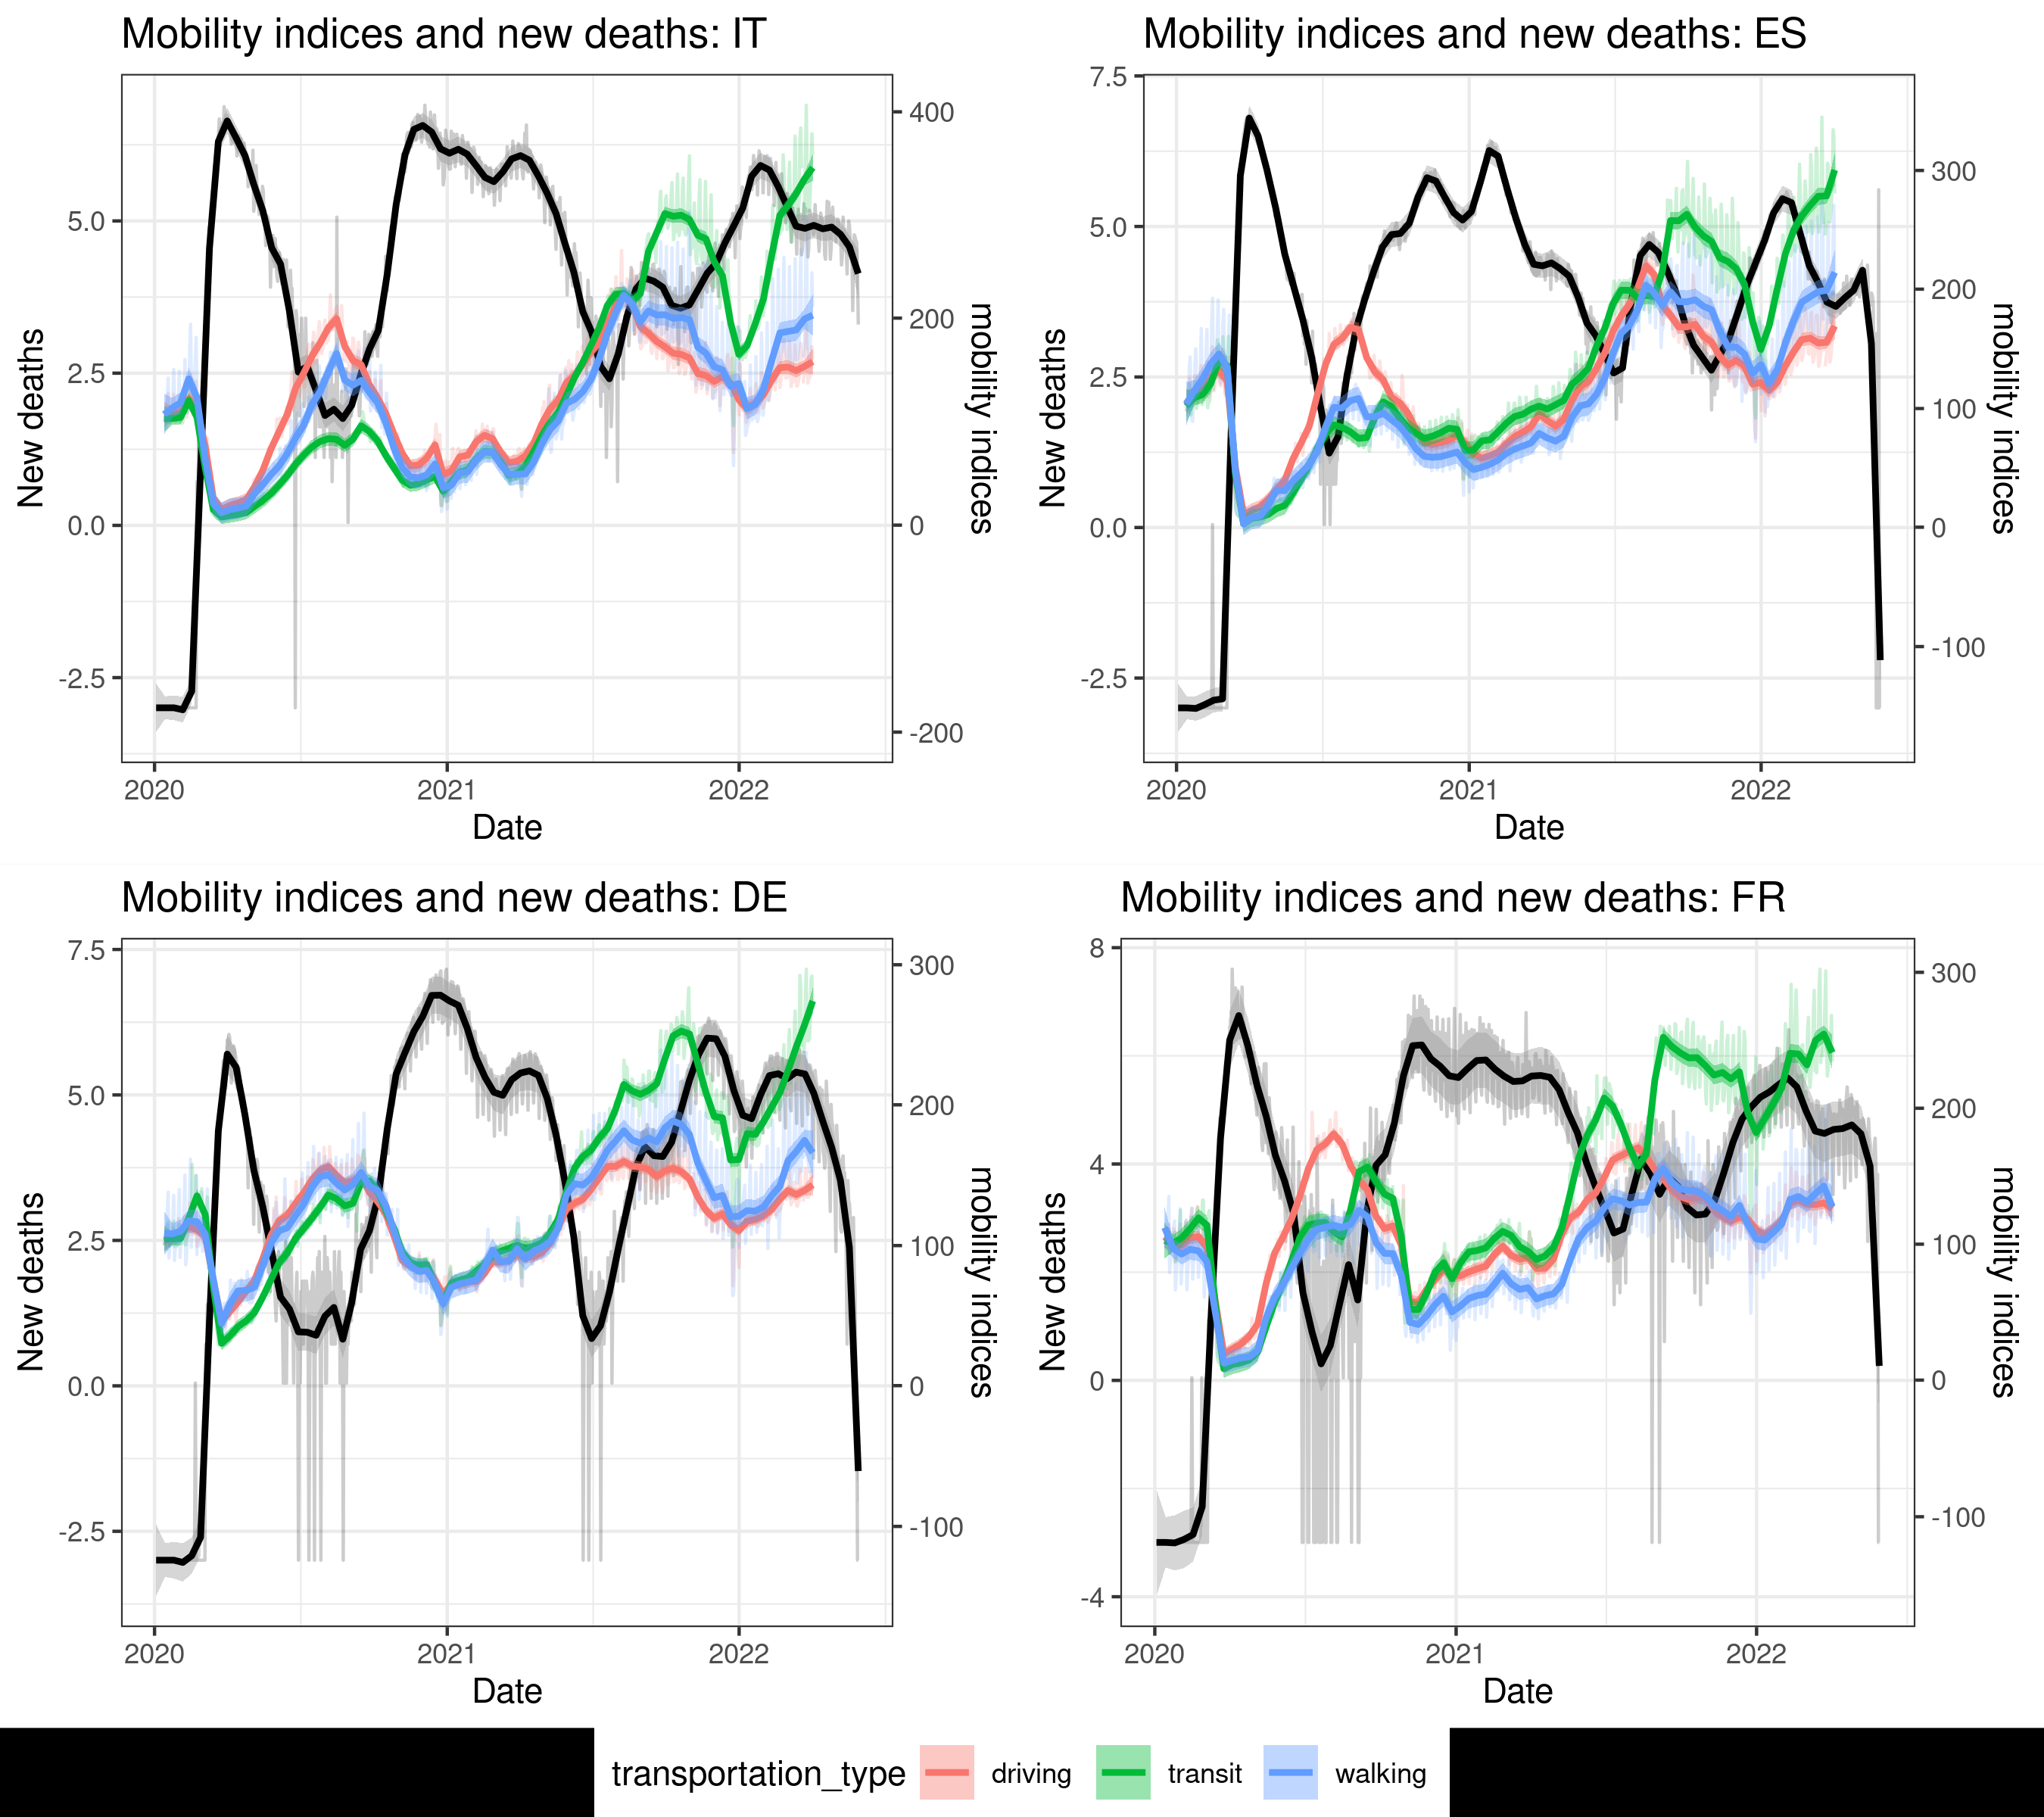 Mobility indices and new deaths: IT
New deaths
5.0
2.5
0.0
-2.5
400
200
0
-200
mobility indices
2020
2021
2022
Date
Mobility indices and new deaths: ES
New deaths
7.5
5.0
2.5
0.0
-2.5
300
200
100
0
-100
mobility indices
2020
2021
2022
Date
Mobility indices and new deaths: DE
New deaths
7.5
5.0
2.5
0.0
-2.5
300
200
100
0
-100
mobility indices
2020
2021
2022
Date
Mobility indices and new deaths: FR
New deaths
8
4
0
-4
300
200
100
0
-100
mobility indices
2020
2021
2022
Date
transportation_type driving transit walking